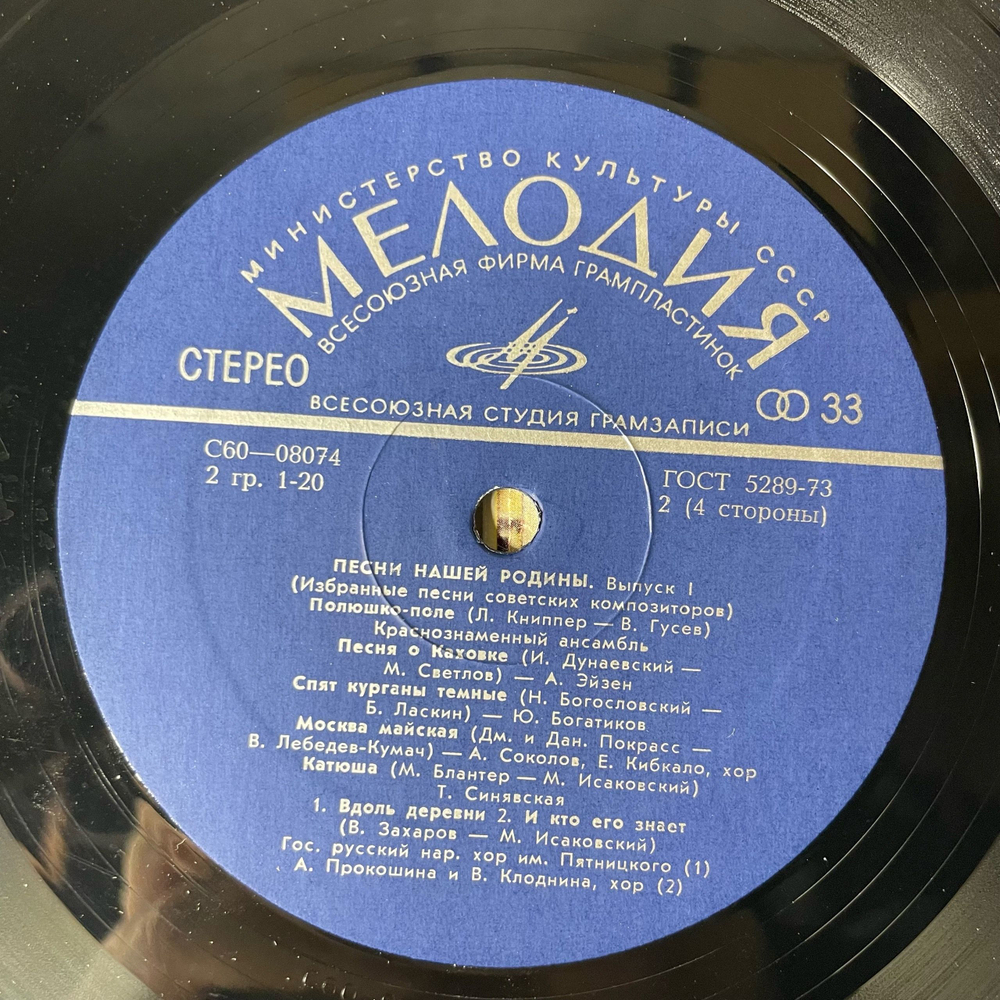 МИНИСТЕРСТВО КУЛЬТУРЫ СССР
МЕЛОДИЯ
ВСЕСОЮЗНАЯ ФИРМА ГРАМПЛАСТИНОК
СТЕРЕО
33
ВСЕСОЮЗНАЯ СТУДИЯ ГРАМЗАПИСИ
С60—08074
ГОСТ 5289-73
2 гр. 1-20
2 (4 стороны)
ПЕСНИ НАШЕЙ РОДИНЫ. Выпуск I
(Избранные песни советских композиторов)
Полюшко-поле (Л. Книппер — В. Гусев)
Краснознаменный ансамбль
Песня о Каховке (И. Дунаевский —
М. Светлов) — А. Эйзен
Спят курганы темные (Н. Богословский —
Б. Ласкин) — Ю. Богатиков
Москва майская (Дм. и Дан. Покрасс —
В. Лебедев-Кумач) — А. Соколов, Е. Кибкало, хор
Катюша (М. Блантер — М. Исаковский)
Т. Синявская
1. Вдоль деревни 2. И кто его знает
(В. Захаров — М. Исаковский)
Гос. русский нар. хор им. Пятницкого (1)
А. Прокошина и В. Клоднина, хор (2)